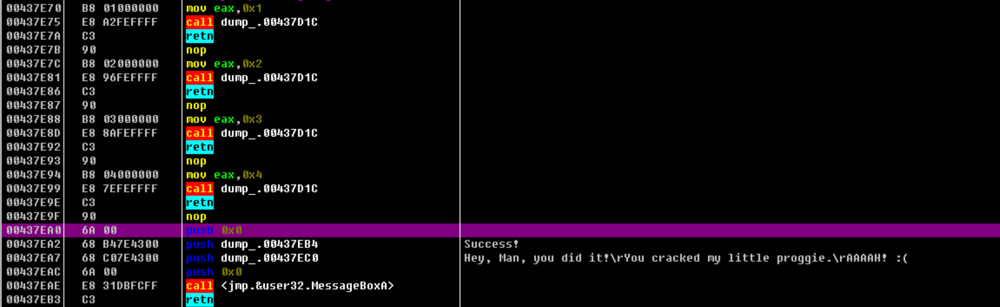 00437E70 B8 01000000 mov eax,0x1
00437E75 E8 A2FEFFFF call dump_.00437D1C
00437E7A C3 retn
00437E7B 90 nop
00437E7C B8 02000000 mov eax,0x2
00437E81 E8 96FEFFFF call dump_.00437D1C
00437E86 C3 retn
00437E87 90 nop
00437E88 B8 03000000 mov eax,0x3
00437E8D E8 8AFEFFFF call dump_.00437D1C
00437E92 C3 retn
00437E93 90 nop
00437E94 B8 04000000 mov eax,0x4
00437E99 E8 7EFEFFFF call dump_.00437D1C
00437E9E C3 retn
00437E9F 90 nop
00437EA0 6A 00 push 0x0
00437EA2 68 B47E4300 push dump_.00437EB4 Success!
00437EA7 68 C07E4300 push dump_.00437EC0 Hey, Man, you did it!\rYou cracked my little proggie.\rAAAAH! :(
00437EAC 6A 00 push 0x0
00437EAE E8 31DBFCFF call <jmp.&user32.MessageBoxA>
00437EB3 C3 retn